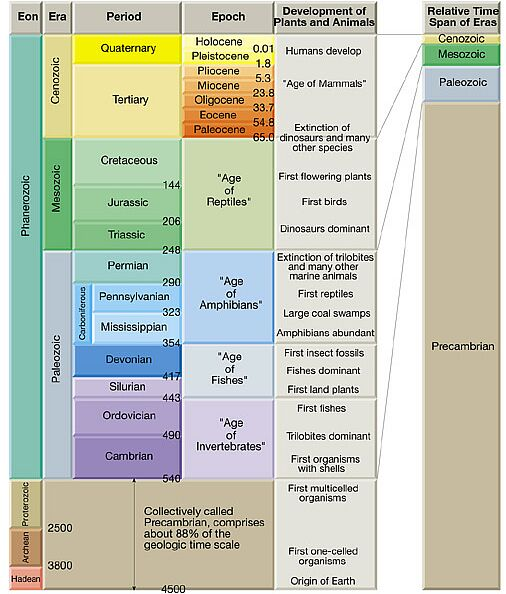 Eon
Era
Period
Epoch
Development of
Plants and Animals
Relative Time
Span of Eras
Phanerozoic
Cenozoic
Quaternary
Holocene
0.01
Pleistocene
1.8
Humans develop
Tertiary
Pliocene
5.3
Miocene
23.8
Oligocene
33.7
Eocene
54.8
Paleocene
65.0
"Age of Mammals"
Extinction of
dinosaurs and many
other species
Mesozoic
Cretaceous
144
Jurassic
206
Triassic
248
"Age
of
Reptiles"
First flowering plants
First birds
Dinosaurs dominant
Paleozoic
Permian
290
Carboniferous
Pennsylvanian
323
Mississippian
354
"Age
of
Amphibians"
Extinction of trilobites
and many other
marine animals
First reptiles
Large coal swamps
Amphibians abundant
Devonian
417
Silurian
443
"Age
of
Fishes"
First insect fossils
Fishes dominant
First land plants
Ordovician
490
Cambrian
540
"Age
of
Invertebrates"
First fishes
Trilobites dominant
First organisms
with shells
Proterozoic
2500
Archean
3800
Hadean
4500
Collectively called
Precambrian, comprises
about 88% of the
geologic time scale
First multicelled
organisms
First one-celled
organisms
Origin of Earth
Cenozoic
Mesozoic
Paleozoic
Precambrian